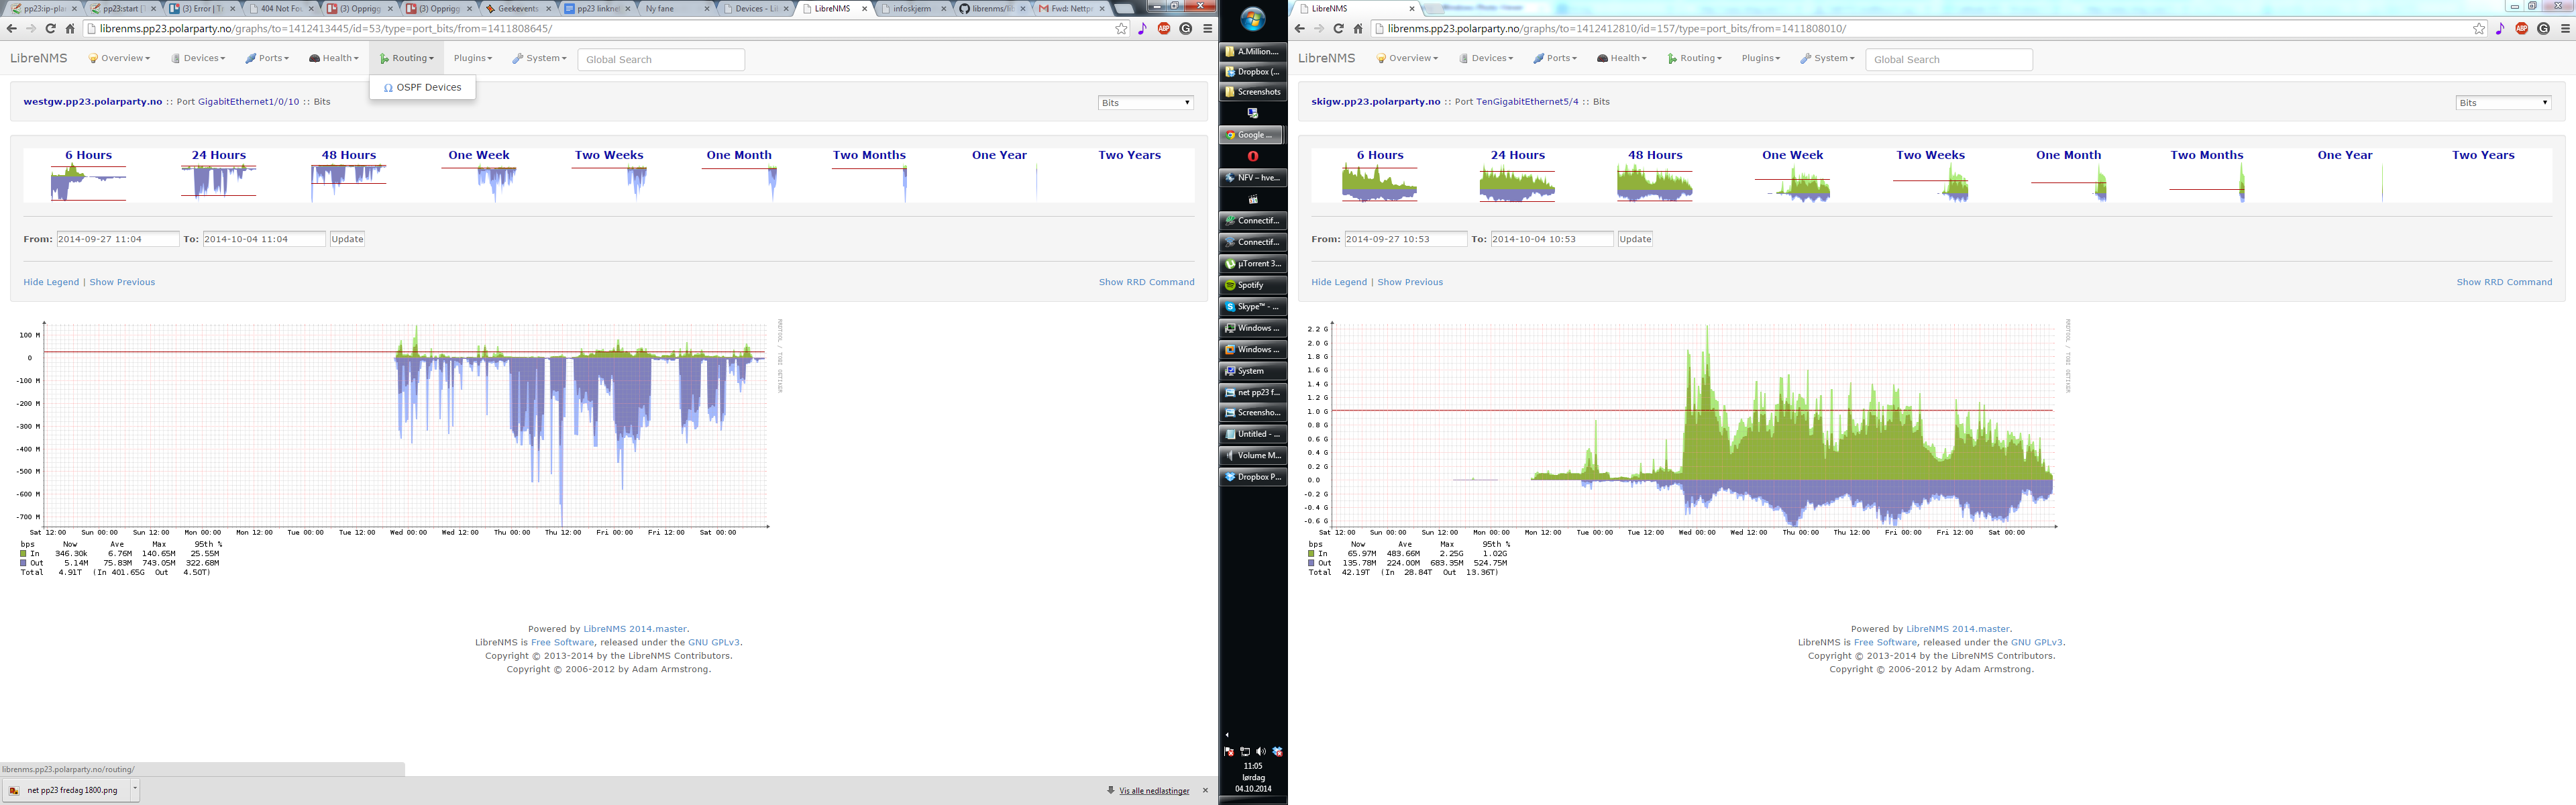 pp23:ip-plan
pp23:start [
(3) Error | Tr
404 Not Fou
(3) Opprigg
(3) Opprigg
Geekevents
pp23 linknet
Ny fane
Devices - Lib
LibreNMS
infoskjerm
librenms/lib
Fwd: Nettpr
librenms.pp23.polarparty.no/graphs/to=1412413445/id=53/type=port_bits/from=1411808645/
LibreNMS Overview Devices Ports Health Routing Plugins System Global Search
OSPF Devices
westgw.pp23.polarparty.no :: Port GigabitEthernet1/0/10 :: Bits
Bits
6 Hours 24 Hours 48 Hours One Week Two Weeks One Month Two Months One Year Two Years
From: 2014-09-27 11:04 To: 2014-10-04 11:04 Update
Hide Legend | Show Previous Show RRD Command
100 M
0
-100 M
-200 M
-300 M
-400 M
-500 M
-600 M
-700 M
RRDTOOL / TOBI OETIKER
Sat 12:00 Sun 00:00 Sun 12:00 Mon 00:00 Mon 12:00 Tue 00:00 Tue 12:00 Wed 00:00 Wed 12:00 Thu 00:00 Thu 12:00 Fri 00:00 Fri 12:00 Sat 00:00
bps Now Ave Max 95th %
In 346.30k 6.76M 140.65M 25.55M
Out 5.14M 75.83M 743.05M 322.68M
Total 4.91T (In 401.65G Out 4.50T)
Powered by LibreNMS 2014.master.
LibreNMS is Free Software, released under the GNU GPLv3.
Copyright © 2013-2014 by the LibreNMS Contributors.
Copyright © 2006-2012 by Adam Armstrong.
librenms.pp23.polarparty.no/routing/
net pp23 fredag 1800.png
Vis alle nedlastinger
A.Million....
Dropbox (...
Screenshots
Google ...
NFV – hve...
Connectif...
Connectif...
µTorrent 3...
Spotify
Skype™ - ...
Windows ...
Windows ...
System
net pp23 f...
Screensho...
Untitled - ...
Volume M...
Dropbox P...
11:05
lørdag
04.10.2014
LibreNMS
librenms.pp23.polarparty.no/graphs/to=1412412810/id=157/type=port_bits/from=1411808010/
LibreNMS Overview Devices Ports Health Routing Plugins System Global Search
skigw.pp23.polarparty.no :: Port TenGigabitEthernet5/4 :: Bits
Bits
6 Hours 24 Hours 48 Hours One Week Two Weeks One Month Two Months One Year Two Years
From: 2014-09-27 10:53 To: 2014-10-04 10:53 Update
Hide Legend | Show Previous Show RRD Command
2.2 G
2.0 G
1.8 G
1.6 G
1.4 G
1.2 G
1.0 G
0.8 G
0.6 G
0.4 G
0.2 G
0.0
-0.2 G
-0.4 G
-0.6 G
RRDTOOL / TOBI OETIKER
Sat 12:00 Sun 00:00 Sun 12:00 Mon 00:00 Mon 12:00 Tue 00:00 Tue 12:00 Wed 00:00 Wed 12:00 Thu 00:00 Thu 12:00 Fri 00:00 Fri 12:00 Sat 00:00
bps Now Ave Max 95th %
In 65.97M 483.66M 2.25G 1.02G
Out 135.78M 224.00M 683.35M 524.75M
Total 42.19T (In 28.84T Out 13.36T)
Powered by LibreNMS 2014.master.
LibreNMS is Free Software, released under the GNU GPLv3.
Copyright © 2013-2014 by the LibreNMS Contributors.
Copyright © 2006-2012 by Adam Armstrong.